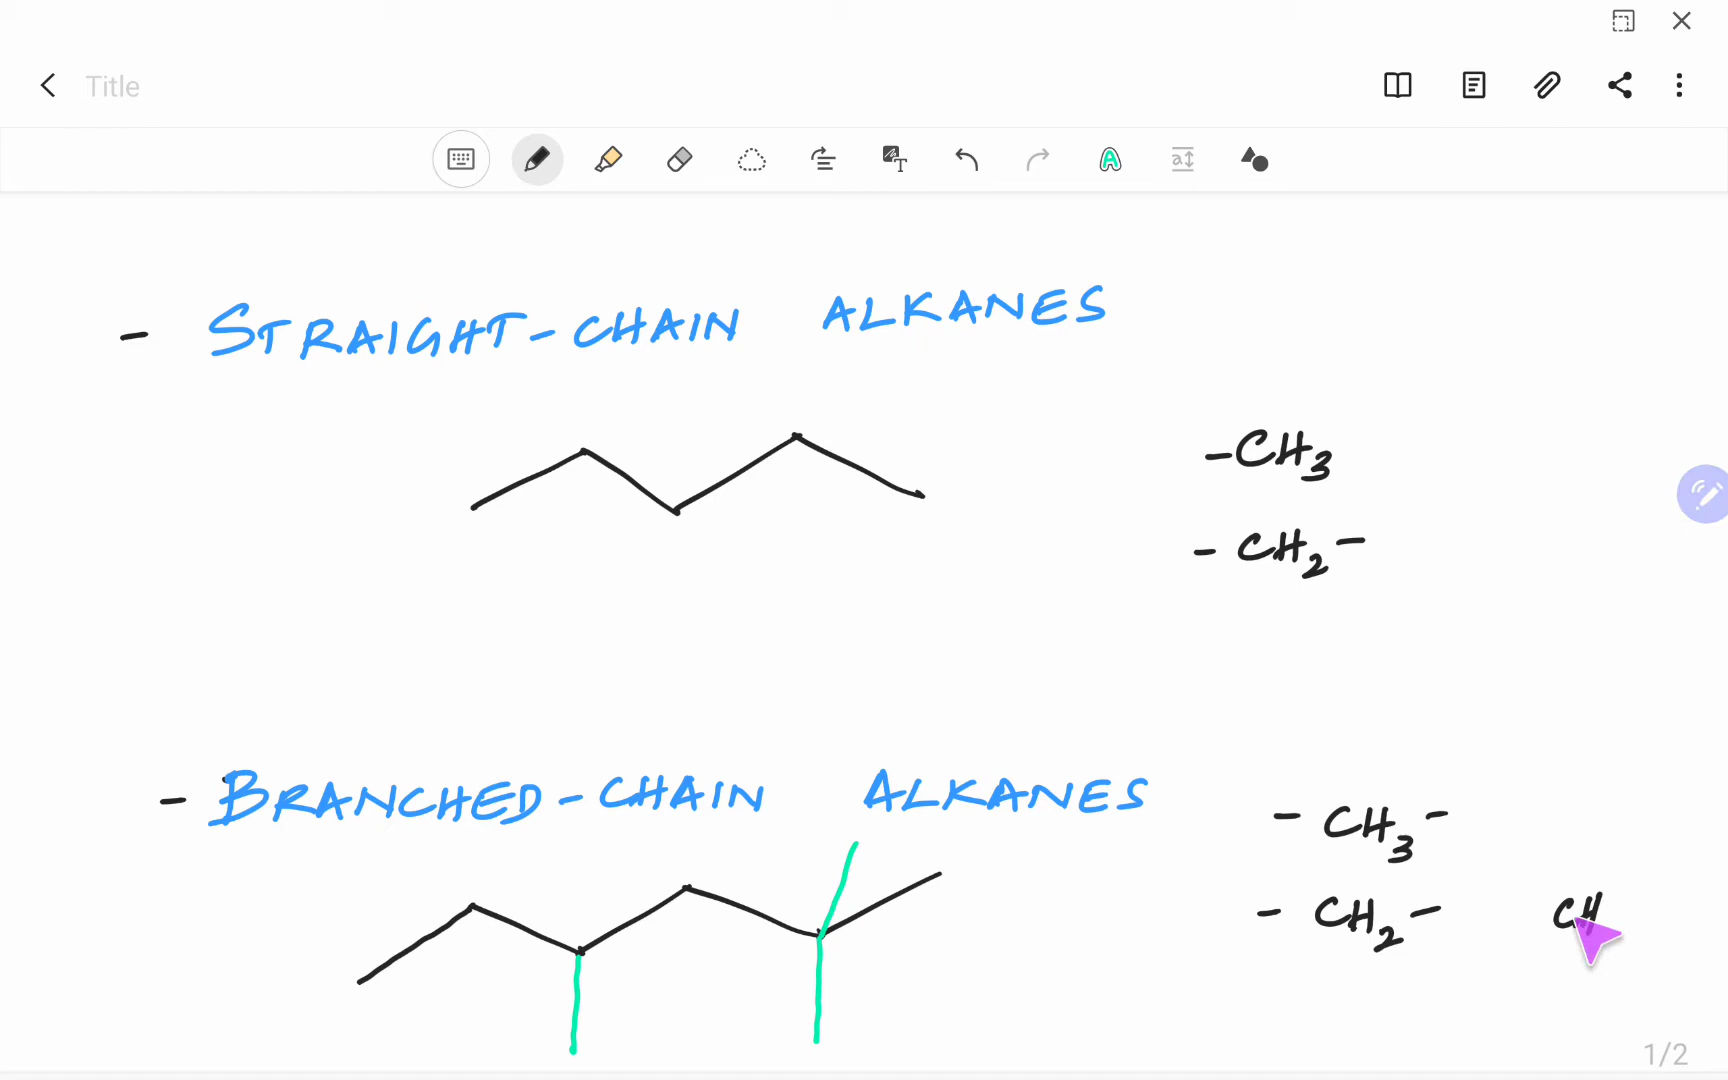 Title
- STRAIGHT-CHAIN ALKANES
-CH3
- CH2 -
- BRANCHED-CHAIN ALKANES
- CH3 -
- CH2 - CH
1/2